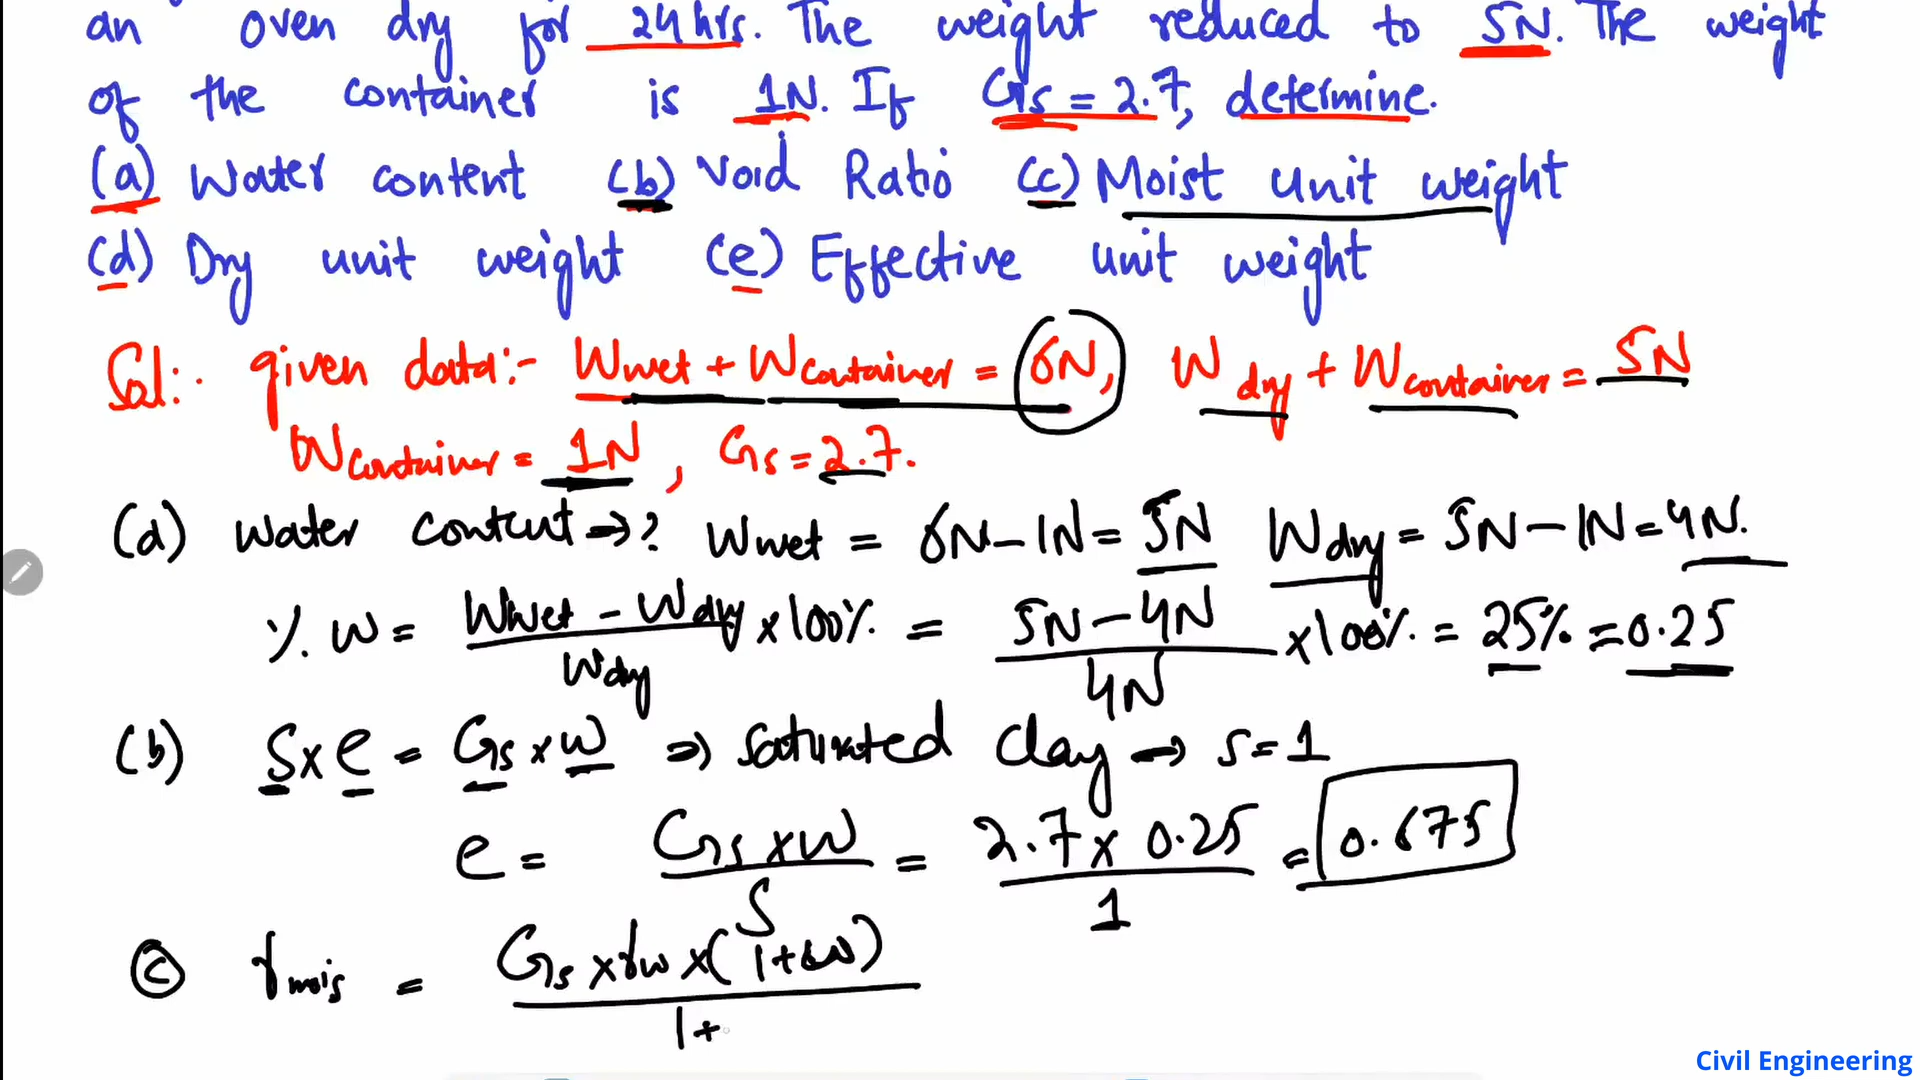 an oven dry for 24 hrs. The weight reduced to 5N. The weight
of the container is 1N. If Gs = 2.7, determine.
(a) Water content (b) Void Ratio (c) Moist unit weight
(d) Dry unit weight (e) Effective unit weight
Sol:- given data:- Wwet + Wcontainer = 6N, W dry + Wcontainer = 5N
Wcontainer = 1N, Gs = 2.7.
(a) Water content ⇒? Wwet = 6N - 1N = 5N Wdry = 5N - 1N = 4N.
% w = Wwet - Wdry / Wdry × 100% = 5N - 4N / 4N × 100% = 25% = 0.25
(b) S × e = Gs × w ⇒ Saturated clay → S = 1
e = Gs × w / S = 2.7 × 0.25 / 1 = 0.675
(c) γmois = Gs × γw × (1 + w) / 1 +
Civil Engineering